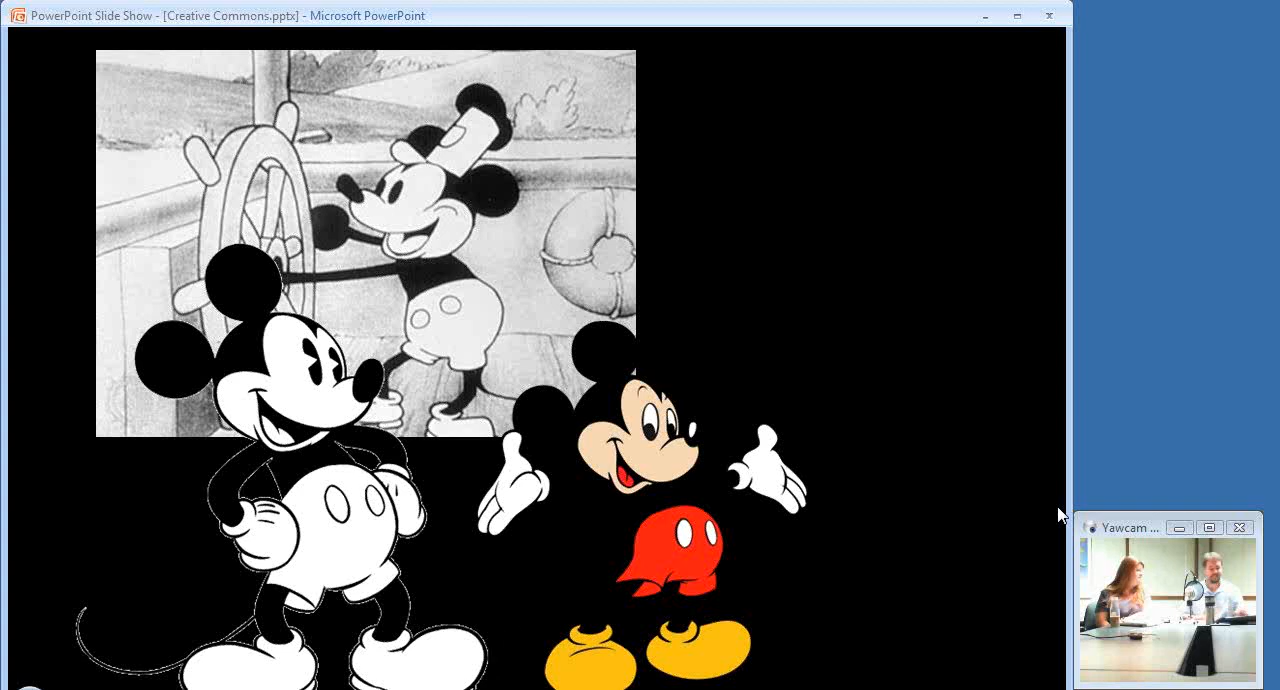 PowerPoint Slide Show - [Creative Commons.pptx] - Microsoft PowerPoint
Yawcam ...